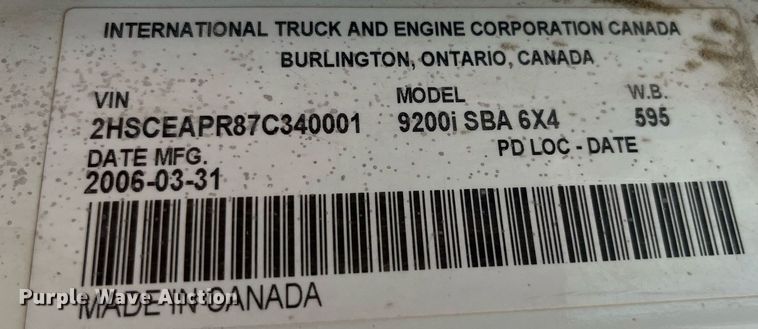 INTERNATIONAL TRUCK AND ENGINE CORPORATION CANADA
BURLINGTON, ONTARIO, CANADA
VIN MODEL W.B.
2HSCEAPR87C340001 9200i SBA 6X4 595
DATE MFG. PD LOC - DATE
2006-03-31
Purple Wave Auction
MADE IN CANADA